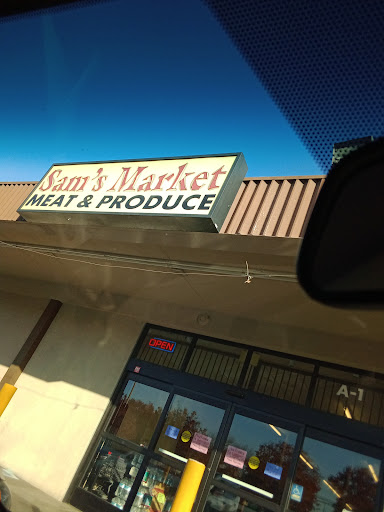 Sam's Market
MEAT & PRODUCE
OPEN
A-1